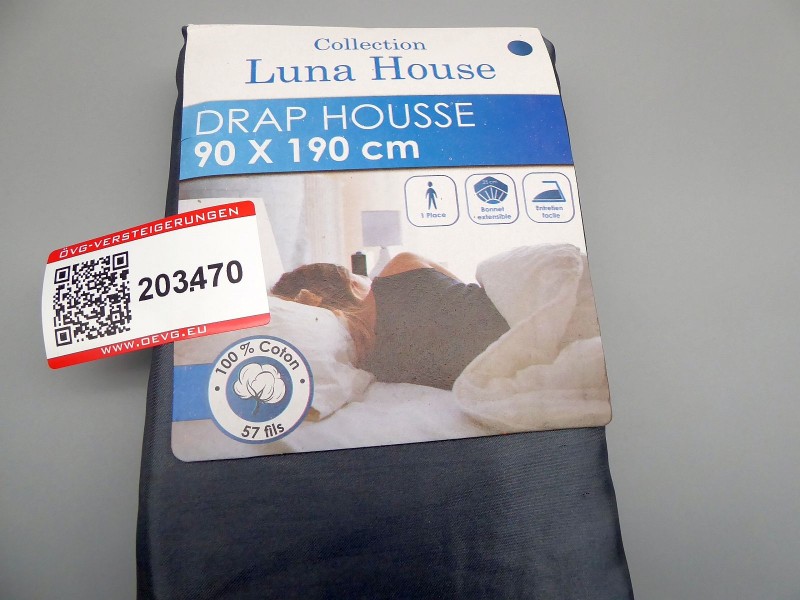 Collection
Luna House
DRAP HOUSSE
90 X 190 cm
1 Place
Bonnet
extensible
Entretien
facile
ÖVG-VERSTEIGERUNGEN
203470
WWW.OEVG.EU
100 % Coton
57 fils